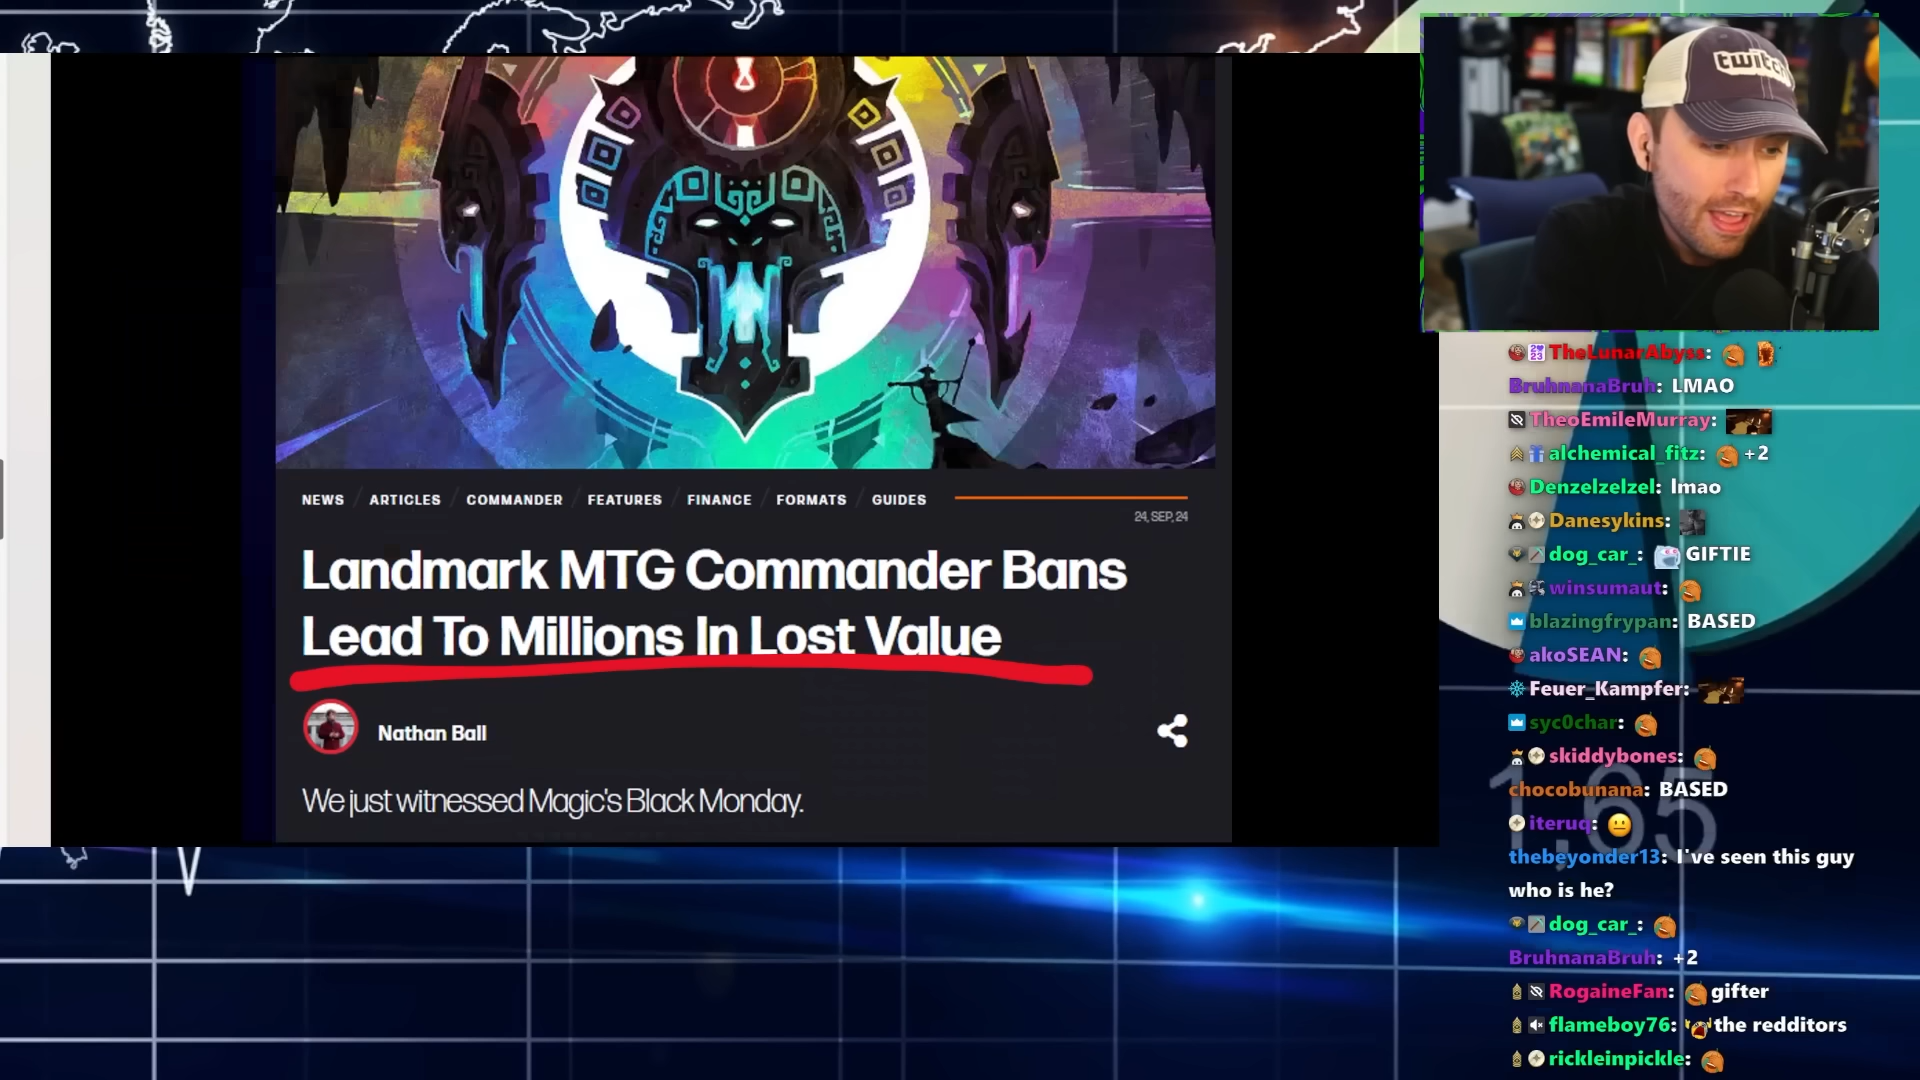 twitch
NEWS / ARTICLES / COMMANDER / FEATURES / FINANCE / FORMATS / GUIDES
24, SEP, 24
Landmark MTG Commander Bans
Lead To Millions In Lost Value
Nathan Ball
We just witnessed Magic's Black Monday.
TheLunarAbyss:
BruhnanaBruh: LMAO
TheoEmileMurray:
alchemical_fitz: +2
Denzelzelzel: lmao
Danesykins:
dog_car_: GIFTIE
winsumaut:
blazingfrypan: BASED
akoSEAN:
Feuer_Kampfer:
syc0char:
skiddybones:
chocobunana: BASED
iteruq:
thebeyonder13: I've seen this guy
who is he?
dog_car_:
BruhnanaBruh: +2
RogaineFan: gifter
flameboy76: the redditors
rickleinpickle:
1,65